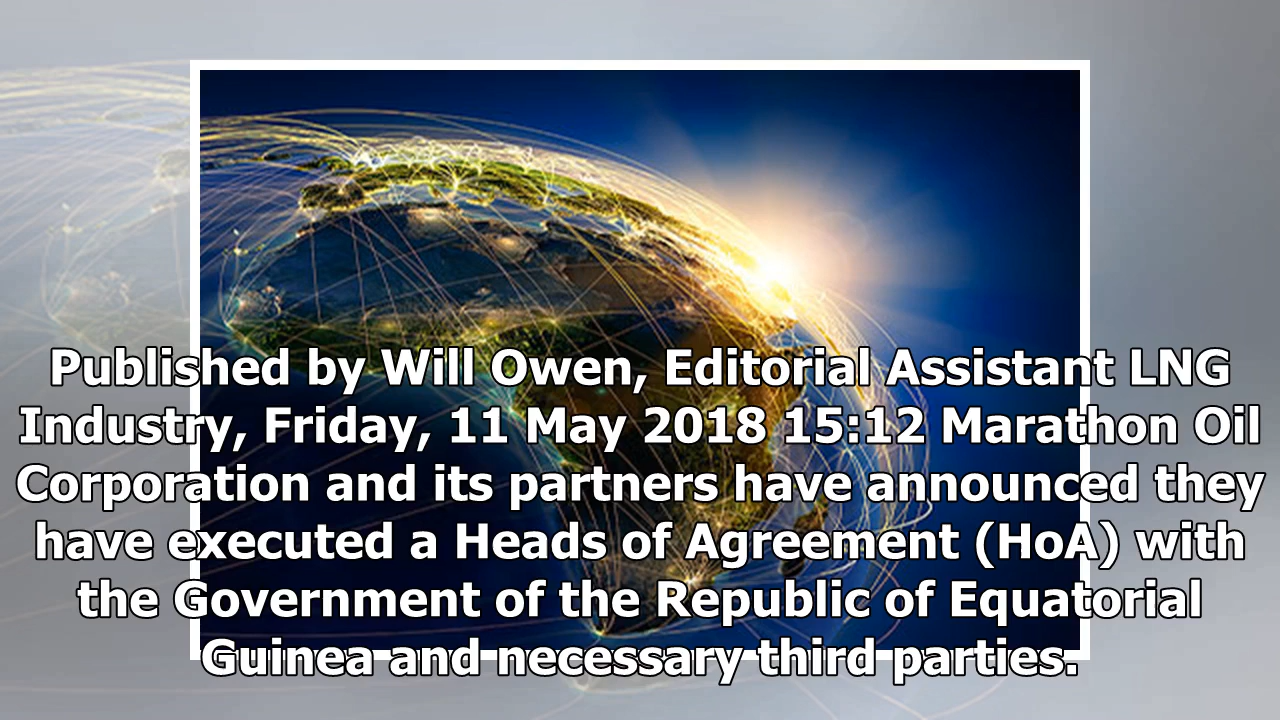 Published by Will Owen, Editorial Assistant LNG
Industry, Friday, 11 May 2018 15:12 Marathon Oil
Corporation and its partners have announced they
have executed a Heads of Agreement (HoA) with
the Government of the Republic of Equatorial
Guinea and necessary third parties.